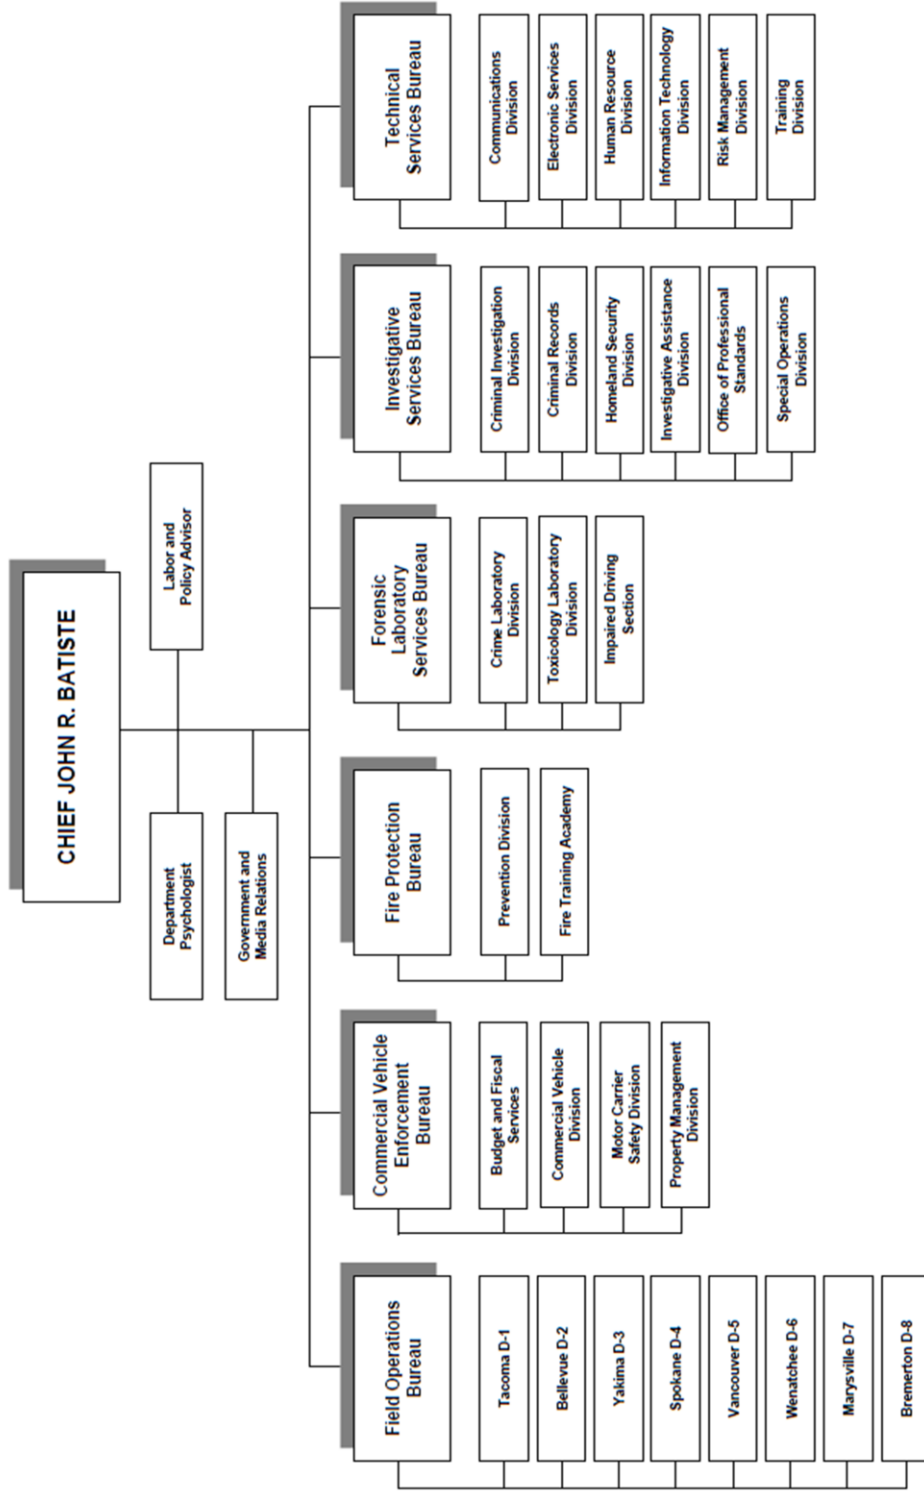 CHIEF JOHN R. BATISTE
Department
Psychologist
Labor and
Policy Advisor
Government and
Media Relations
Field Operations
Bureau
Tacoma D-1
Bellevue D-2
Yakima D-3
Spokane D-4
Vancouver D-5
Wenatchee D-6
Marysville D-7
Bremerton D-8
Commercial Vehicle
Enforcement
Bureau
Budget and Fiscal
Services
Commercial Vehicle
Division
Motor Carrier
Safety Division
Property Management
Division
Fire Protection
Bureau
Prevention Division
Fire Training Academy
Forensic
Laboratory
Services Bureau
Crime Laboratory
Division
Toxicology Laboratory
Division
Impaired Driving
Section
Investigative
Services Bureau
Criminal Investigation
Division
Criminal Records
Division
Homeland Security
Division
Investigative Assistance
Division
Office of Professional
Standards
Special Operations
Division
Technical
Services Bureau
Communications
Division
Electronic Services
Division
Human Resource
Division
Information Technology
Division
Risk Management
Division
Training
Division